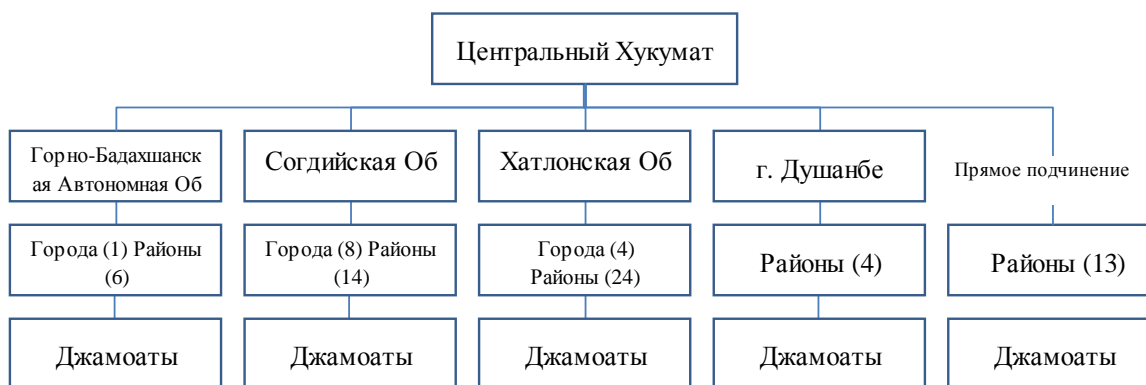 Центральный Хукумат
Горно-Бадахшанск
ая Автономная Об
Согдийская Об
Хатлонская Об
г. Душанбе
Прямое подчинение
Города (1) Районы
(6)
Города (8) Районы
(14)
Города (4)
Районы (24)
Районы (4)
Районы (13)
Джамоаты
Джамоаты
Джамоаты
Джамоаты
Джамоаты